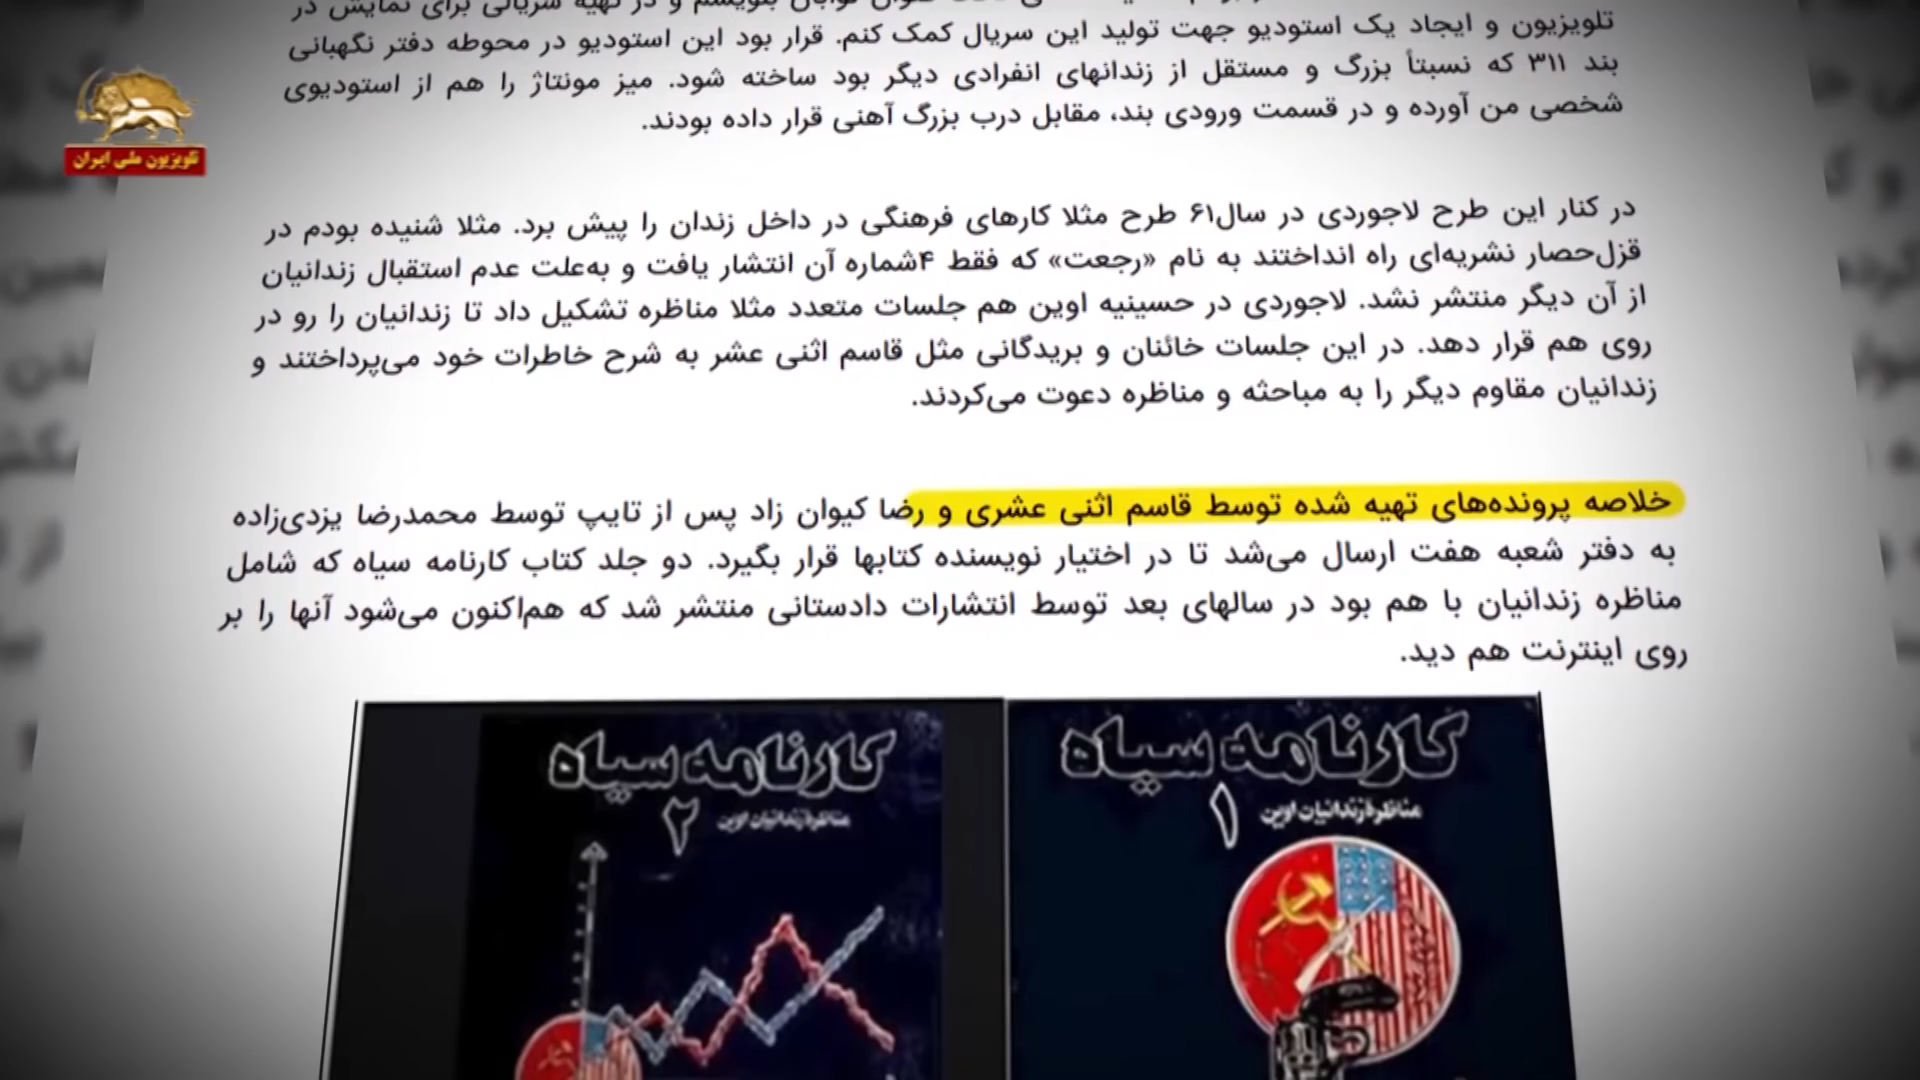 تلویزیون و ایجاد یک استودیو جهت تولید این سریال کمک کنم. قرار بود این استودیو در محوطه دفتر نگهبانی
بند ۳۱۱ که نسبتاً بزرگ و مستقل از زندانهای انفرادی دیگر بود ساخته شود. میز مونتاژ را هم از استودیوی
شخصی من آورده و در قسمت ورودی بند، مقابل درب بزرگ آهنی قرار داده بودند.
تلویزیون ملی ایران
در کنار این طرح لاجوردی در سال۶۱ طرح مثلا کارهای فرهنگی در داخل زندان را پیش برد. مثلا شنیده بودم در
قزل‌حصار نشریه‌ای راه انداختند به نام «رجعت» که فقط ۴شماره آن انتشار یافت و به‌علت عدم استقبال زندانیان
از آن دیگر منتشر نشد. لاجوردی در حسینیه اوین هم جلسات متعدد مثلا مناظره تشکیل داد تا زندانیان را رو در
روی هم قرار دهد. در این جلسات خائنان و بریدگانی مثل قاسم اثنی عشر به شرح خاطرات خود می‌پرداختند و
زندانیان مقاوم دیگر را به مباحثه و مناظره دعوت می‌کردند.
خلاصه پرونده‌های تهیه شده توسط قاسم اثنی عشری و رضا کیوان زاد پس از تایپ توسط محمدرضا یزدی‌زاده
به دفتر شعبه هفت ارسال می‌شد تا در اختیار نویسنده کتابها قرار بگیرد. دو جلد کتاب کارنامه سیاه که شامل
مناظره زندانیان با هم بود در سالهای بعد توسط انتشارات دادستانی منتشر شد که هم‌اکنون می‌شود آنها را بر
روی اینترنت هم دید.
کارنامه سیاه
۱ مناظرهٔ زندانیان اوین
کارنامه سیاه
۲ مناظرهٔ زندانیان اوین